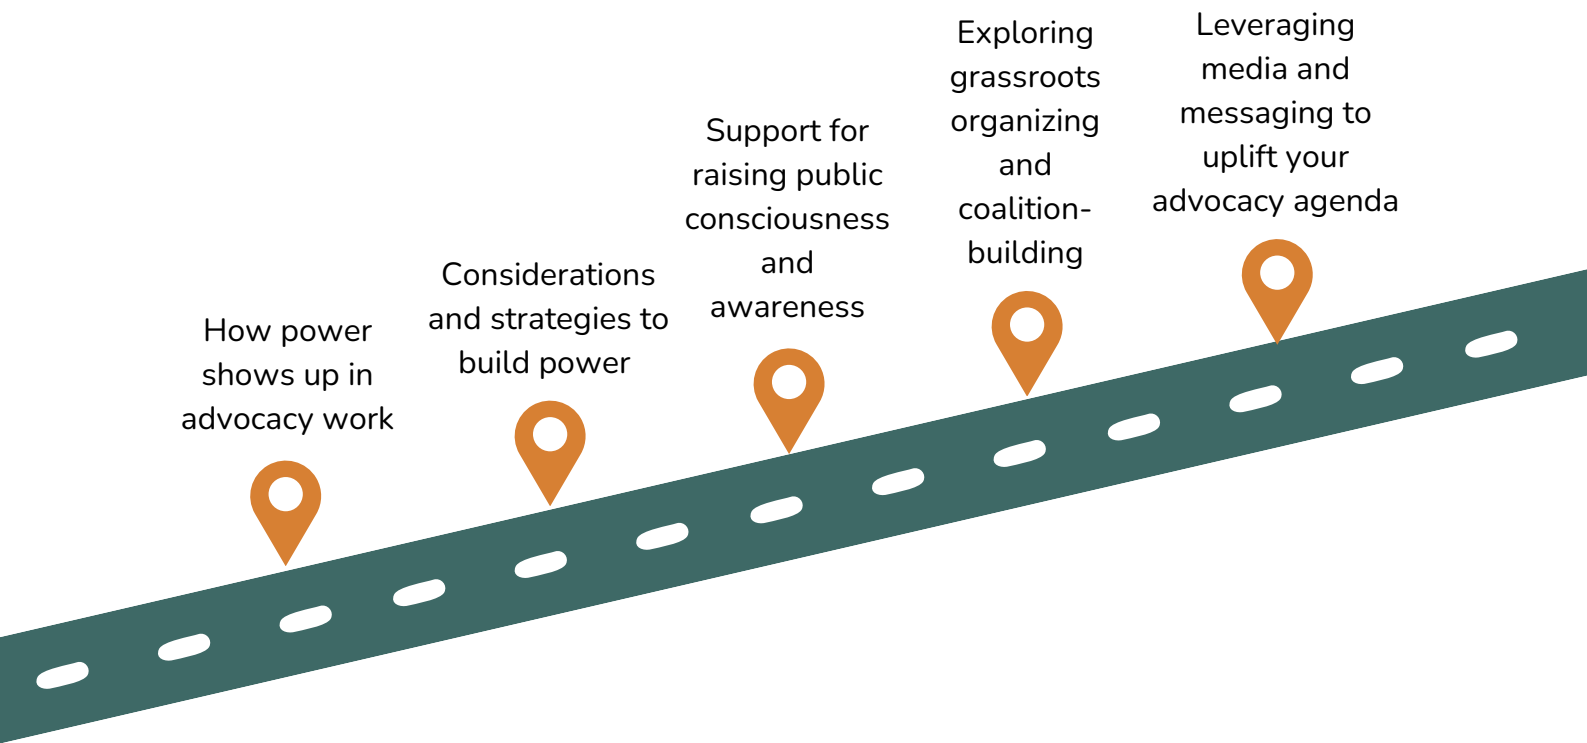 How power
shows up in
advocacy work
Considerations
and strategies to
build power
Support for
raising public
consciousness
and
awareness
Exploring
grassroots
organizing
and
coalition-
building
Leveraging
media and
messaging to
uplift your
advocacy agenda